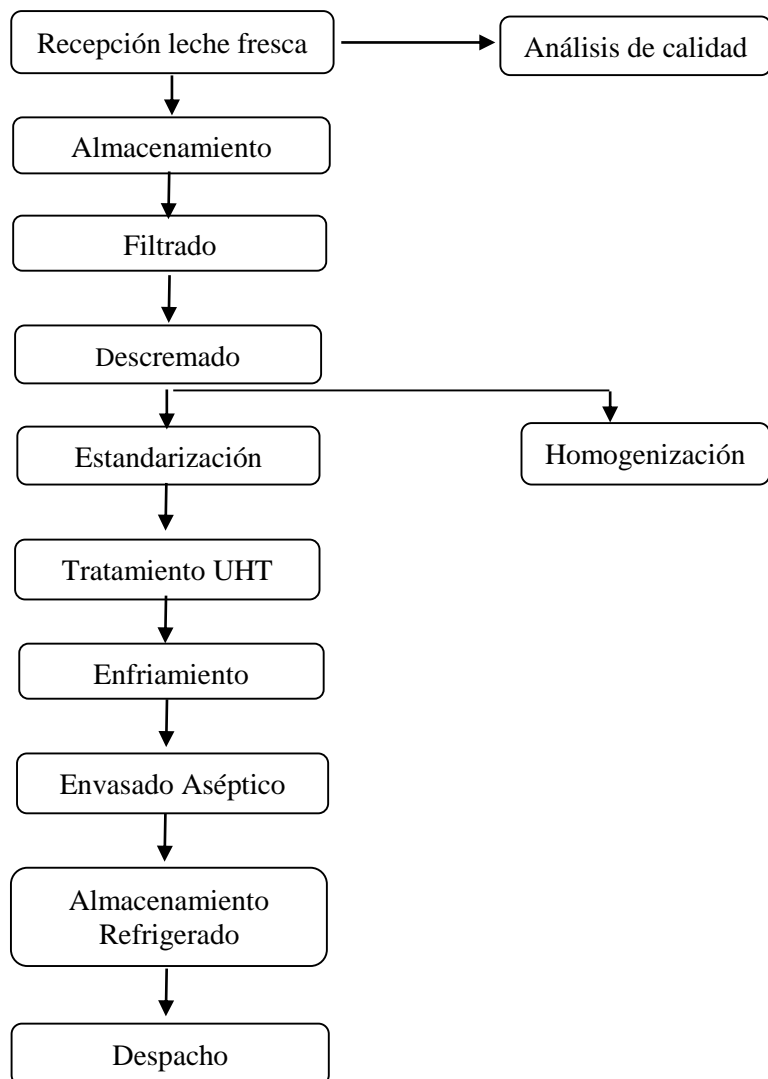 Recepción leche fresca
Análisis de calidad
Almacenamiento
Filtrado
Descremado
Estandarización
Homogenización
Tratamiento UHT
Enfriamiento
Envasado Aséptico
Almacenamiento
Refrigerado
Despacho